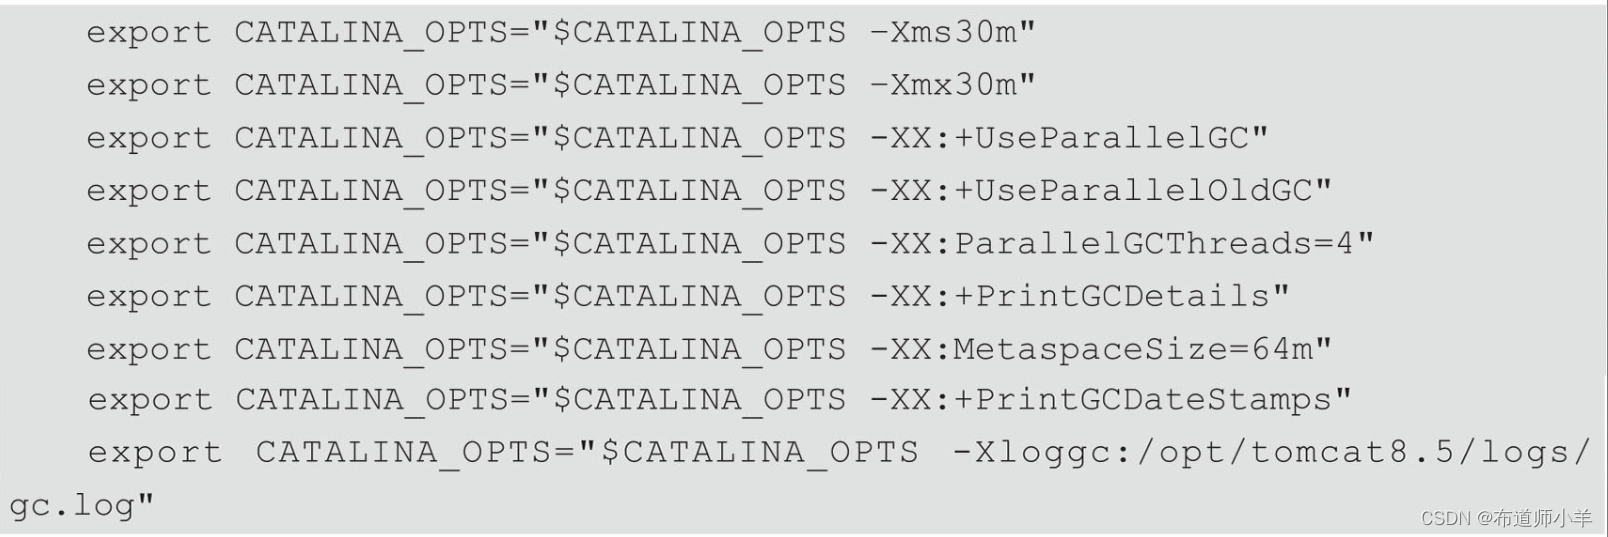 export CATALINA_OPTS="$CATALINA_OPTS -Xms30m"
export CATALINA_OPTS="$CATALINA_OPTS -Xmx30m"
export CATALINA_OPTS="$CATALINA_OPTS -XX:+UseParallelGC"
export CATALINA_OPTS="$CATALINA_OPTS -XX:+UseParallelOldGC"
export CATALINA_OPTS="$CATALINA_OPTS -XX:ParallelGCThreads=4"
export CATALINA_OPTS="$CATALINA_OPTS -XX:+PrintGCDetails"
export CATALINA_OPTS="$CATALINA_OPTS -XX:MetaspaceSize=64m"
export CATALINA_OPTS="$CATALINA_OPTS -XX:+PrintGCDateStamps"
export CATALINA_OPTS="$CATALINA_OPTS -Xloggc:/opt/tomcat8.5/logs/
gc.log"
CSDN @布道师小羊